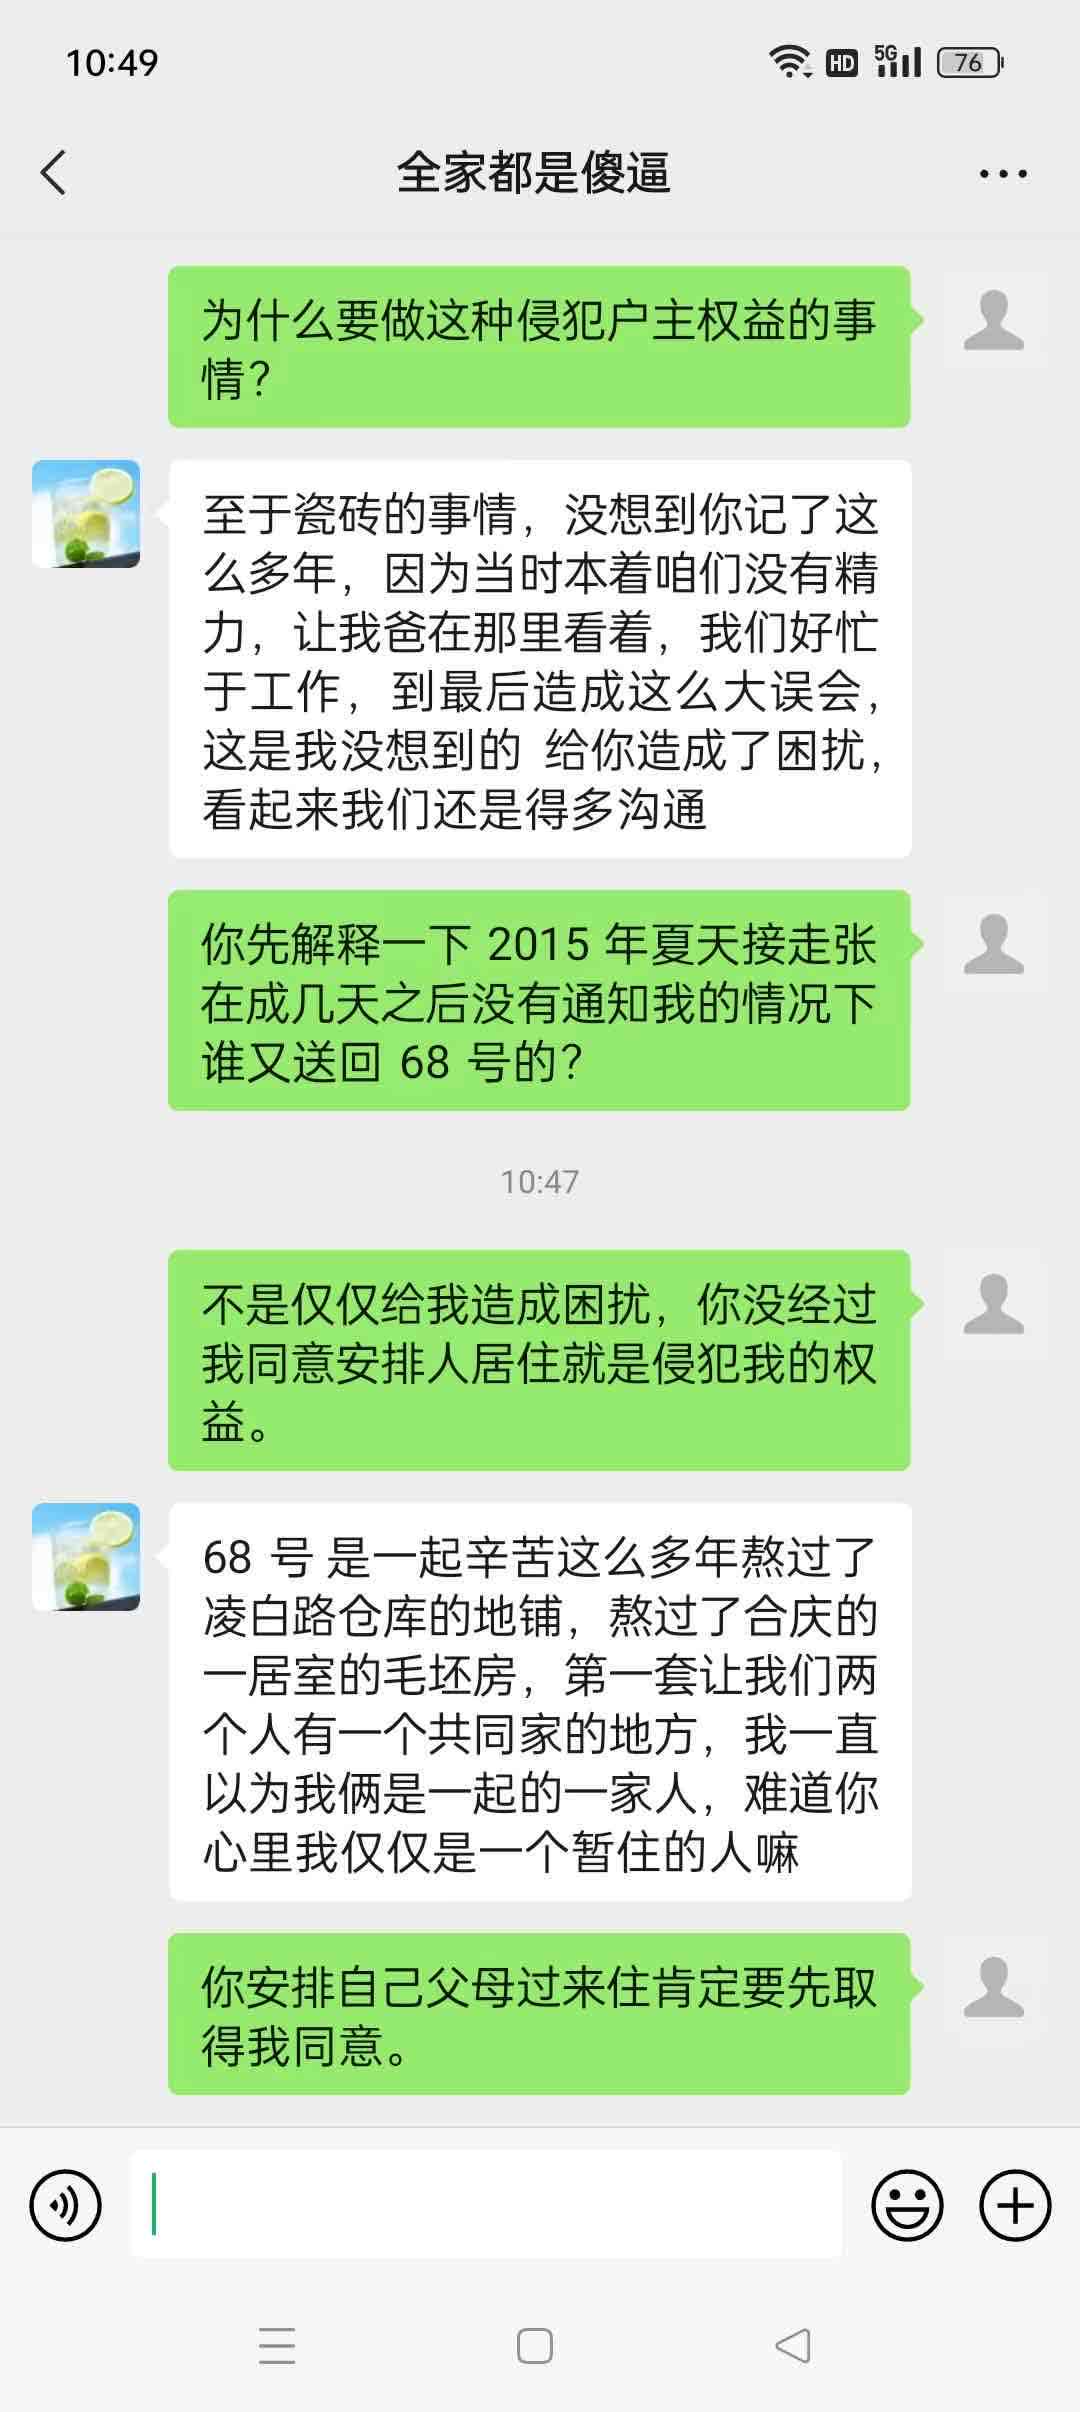 10:49
HD 5G 76
全家都是傻逼
为什么要做这种侵犯户主权益的事
情？
至于瓷砖的事情，没想到你记了这
么多年，因为当时本着咱们没有精
力，让我爸在那里看着，我们好忙
于工作，到最后造成这么大误会，
这是我没想到的 给你造成了困扰，
看起来我们还是得多沟通
你先解释一下 2015 年夏天接走张
在成几天之后没有通知我的情况下
谁又送回 68 号的？
10:47
不是仅仅给我造成困扰，你没经过
我同意安排人居住就是侵犯我的权
益。
68 号 是一起辛苦这么多年熬过了
凌白路仓库的地铺，熬过了合庆的
一居室的毛坯房，第一套让我们两
个人有一个共同家的地方，我一直
以为我俩是一起的一家人，难道你
心里我仅仅是一个暂住的人嘛
你安排自己父母过来住肯定要先取
得我同意。